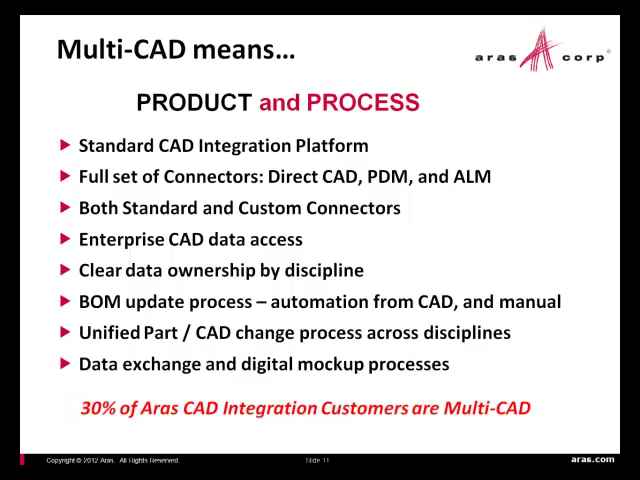 Multi-CAD means…
aras corp
PRODUCT and PROCESS
Standard CAD Integration Platform
Full set of Connectors: Direct CAD, PDM, and ALM
Both Standard and Custom Connectors
Enterprise CAD data access
Clear data ownership by discipline
BOM update process – automation from CAD, and manual
Unified Part / CAD change process across disciplines
Data exchange and digital mockup processes
30% of Aras CAD Integration Customers are Multi-CAD
Copyright © 2012 Aras. All Rights Reserved. Slide 11 aras.com